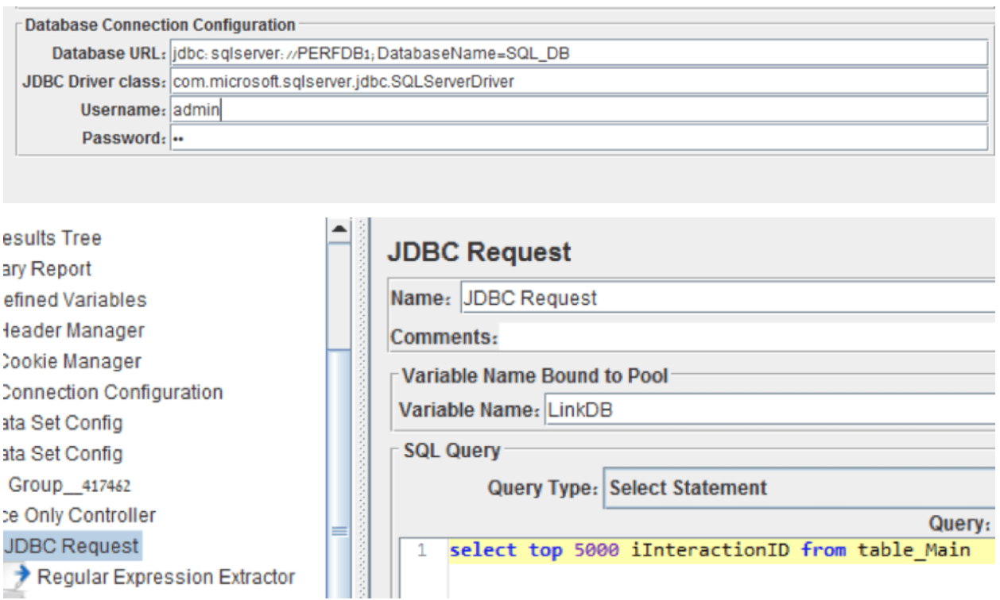 Database Connection Configuration
Database URL: jdbc:sqlserver://PERFDB1;DatabaseName=SQL_DB
JDBC Driver class: com.microsoft.sqlserver.jdbc.SQLServerDriver
Username: admin
Password: ••
esults Tree
ary Report
efined Variables
Header Manager
Cookie Manager
Connection Configuration
ata Set Config
ata Set Config
Group__417462
ce Only Controller
JDBC Request
Regular Expression Extractor
JDBC Request
Name: JDBC Request
Comments:
Variable Name Bound to Pool
Variable Name: LinkDB
SQL Query
Query Type: Select Statement
Query:
1 select top 5000 iInteractionID from table_Main